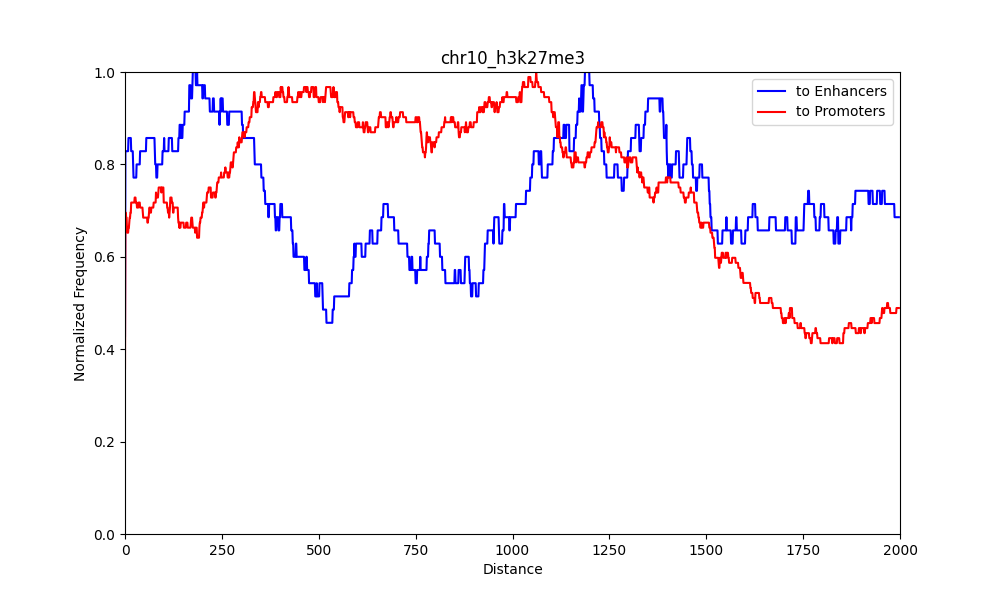 chr10_h3k27me3
1.0
0.8
0.6
0.4
0.2
0.0
Normalized Frequency
to Enhancers
to Promoters
0 250 500 750 1000 1250 1500 1750 2000
Distance